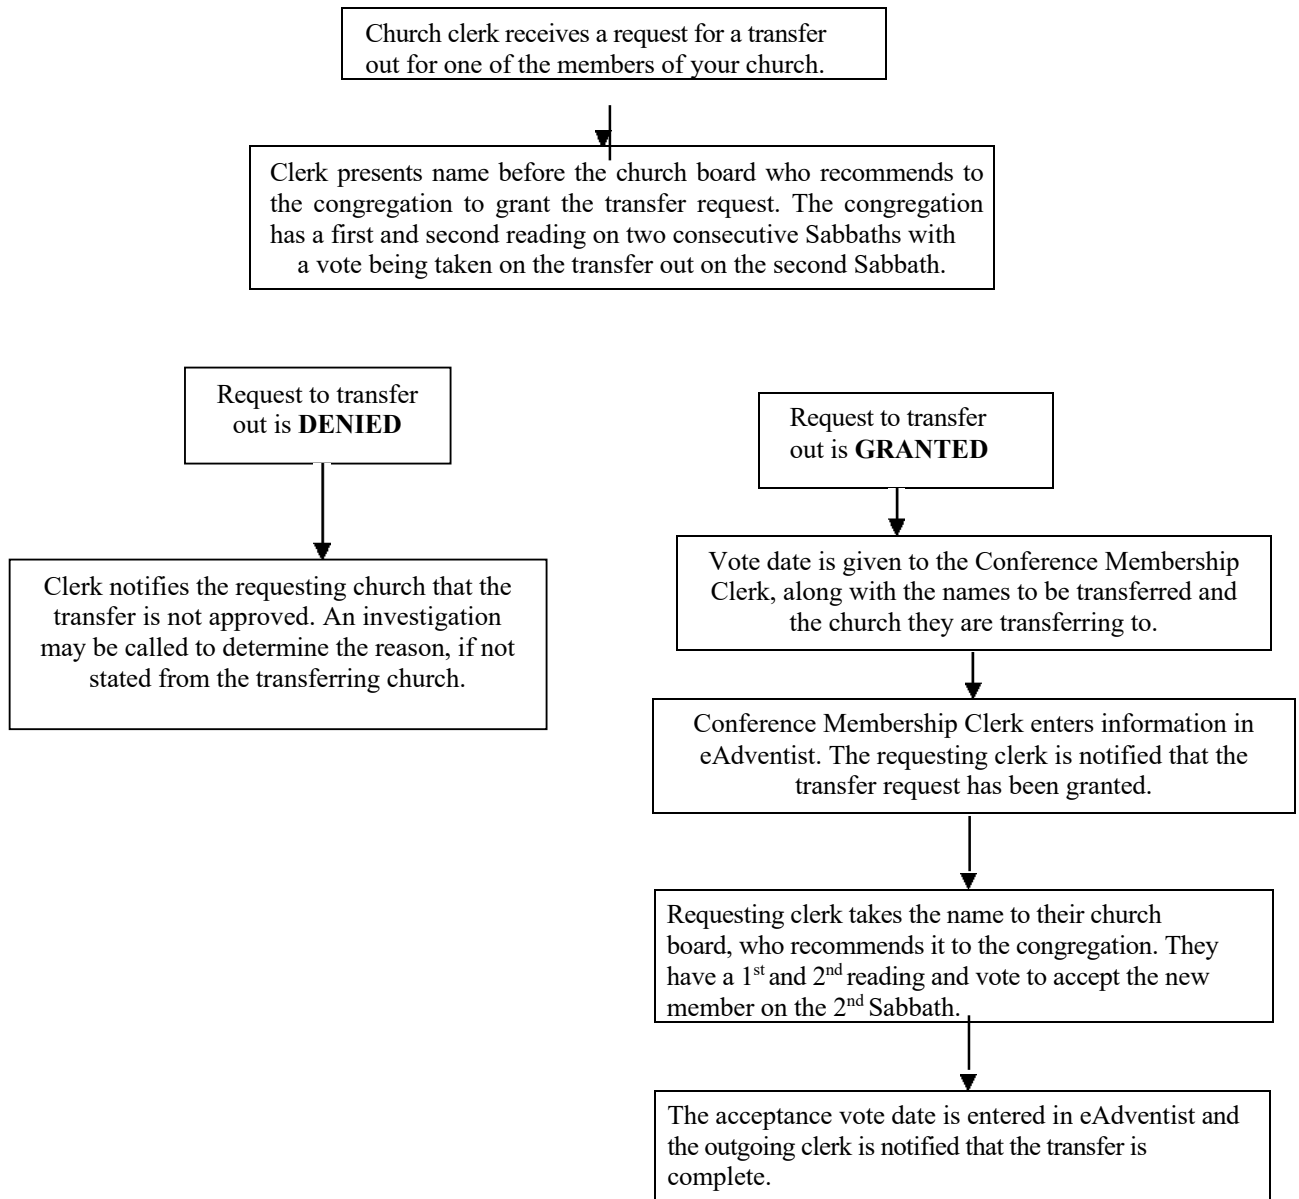 Church clerk receives a request for a transfer
out for one of the members of your church.
Clerk presents name before the church board who recommends to
the congregation to grant the transfer request. The congregation
has a first and second reading on two consecutive Sabbaths with
a vote being taken on the transfer out on the second Sabbath.
Request to transfer
out is DENIED
Clerk notifies the requesting church that the
transfer is not approved. An investigation
may be called to determine the reason, if not
stated from the transferring church.
Request to transfer
out is GRANTED
Vote date is given to the Conference Membership
Clerk, along with the names to be transferred and
the church they are transferring to.
Conference Membership Clerk enters information in
eAdventist. The requesting clerk is notified that the
transfer request has been granted.
Requesting clerk takes the name to their church
board, who recommends it to the congregation. They
have a 1st and 2nd reading and vote to accept the new
member on the 2nd Sabbath.
The acceptance vote date is entered in eAdventist and
the outgoing clerk is notified that the transfer is
complete.